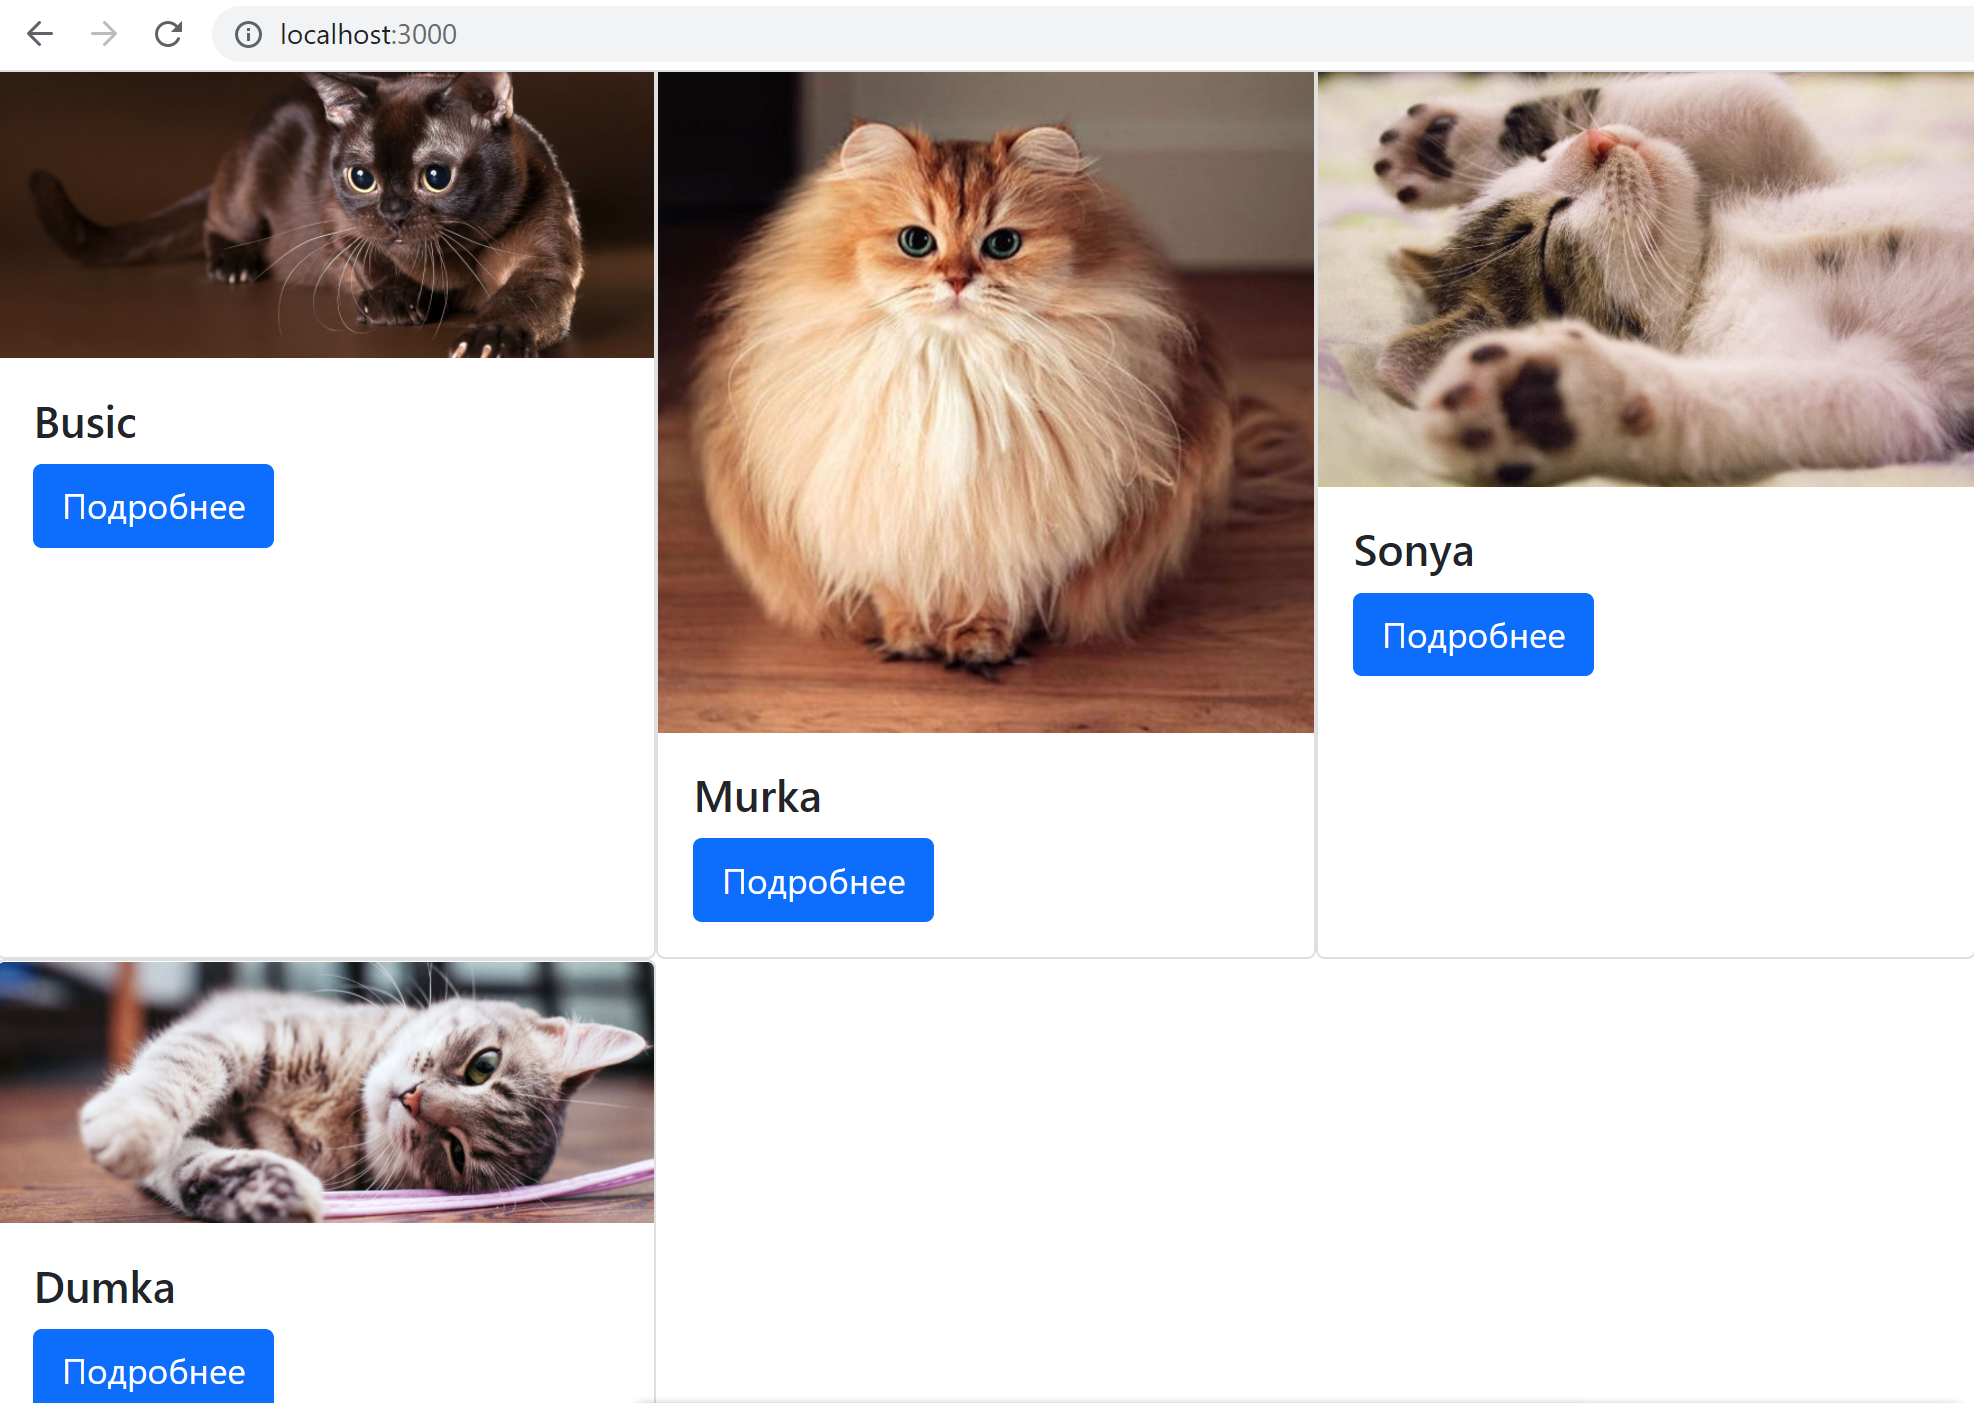 localhost:3000
Busic
Подробнее
Murka
Подробнее
Sonya
Подробнее
Dumka
Подробнее